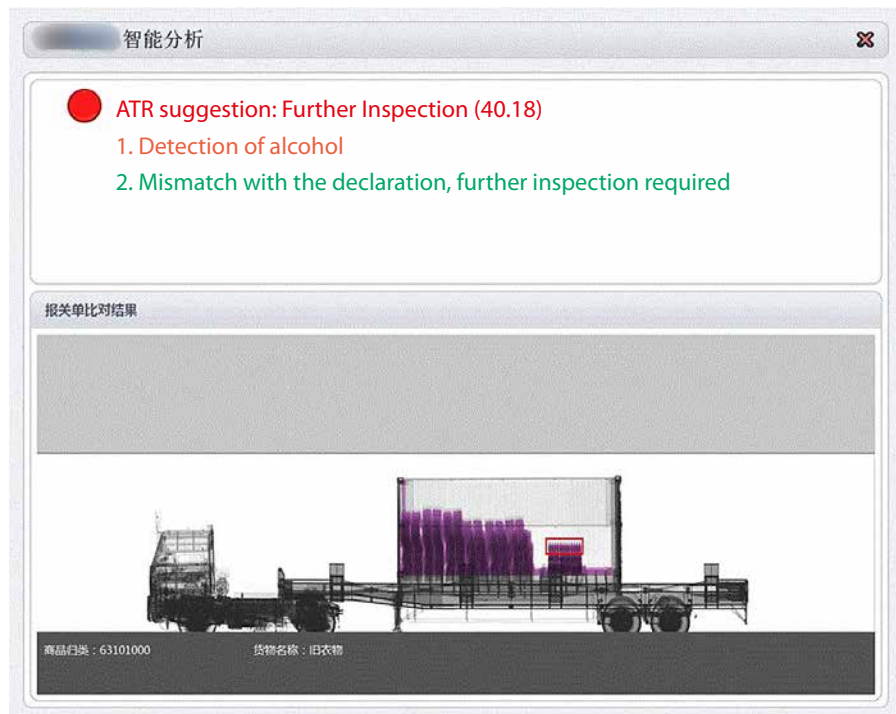 智能分析
ATR suggestion: Further Inspection (40.18)
1. Detection of alcohol
2. Mismatch with the declaration, further inspection required
报关单比对结果
商品归类：63101000 货物名称：旧衣物